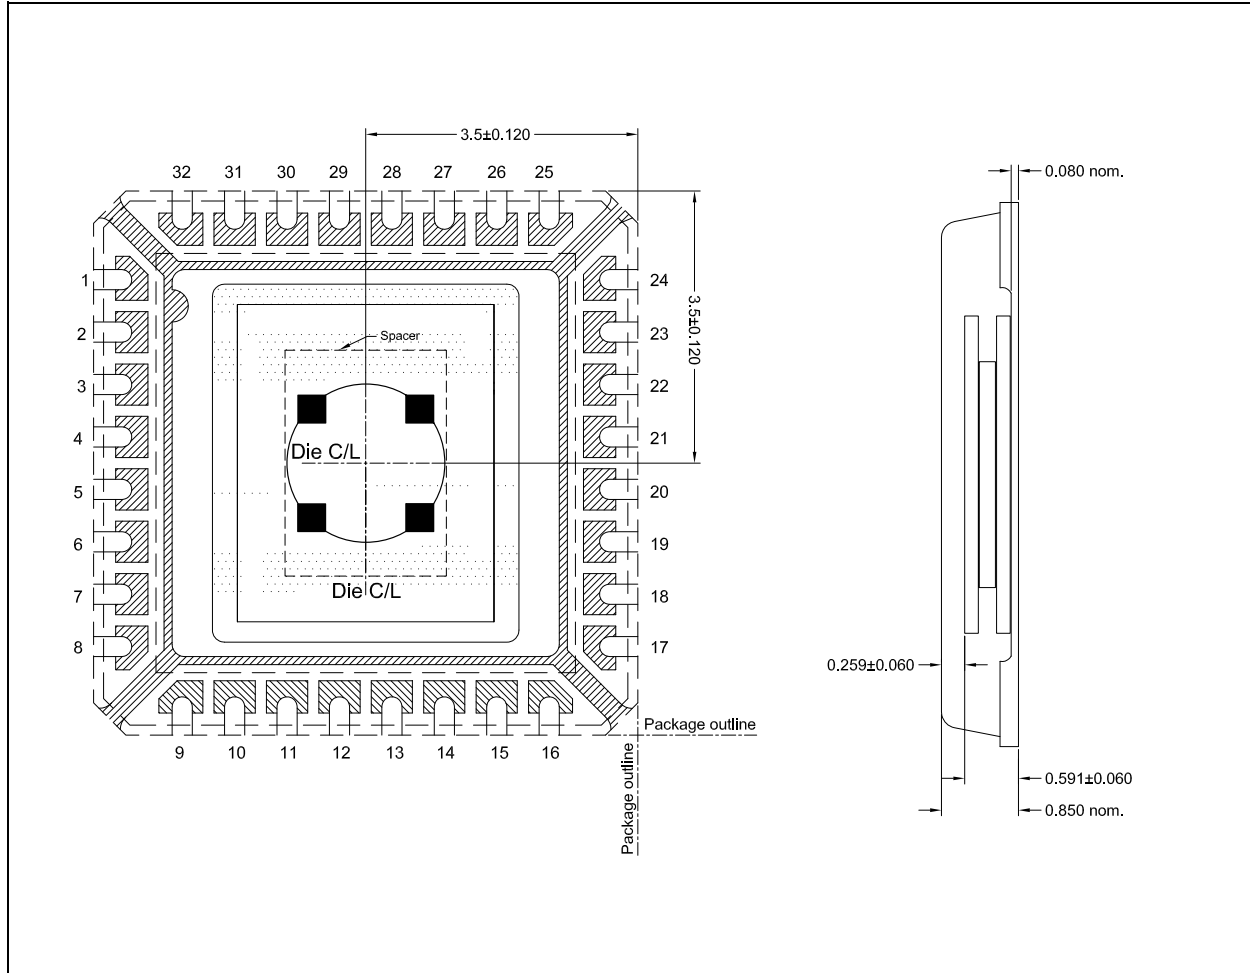 3.5±0.120
32 31 30 29 28 27 26 25
0.080 nom.
1
2
3
4
5
6
7
8
24
23
22
21
20
19
18
17
3.5±0.120
Spacer
Die C/L
Die C/L
0.259±0.060
9 10 11 12 13 14 15 16
Package outline
Package outline
0.591±0.060
0.850 nom.